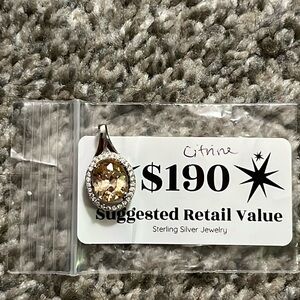 Citrine
$190
Suggested Retail Value
Sterling Silver Jewelry